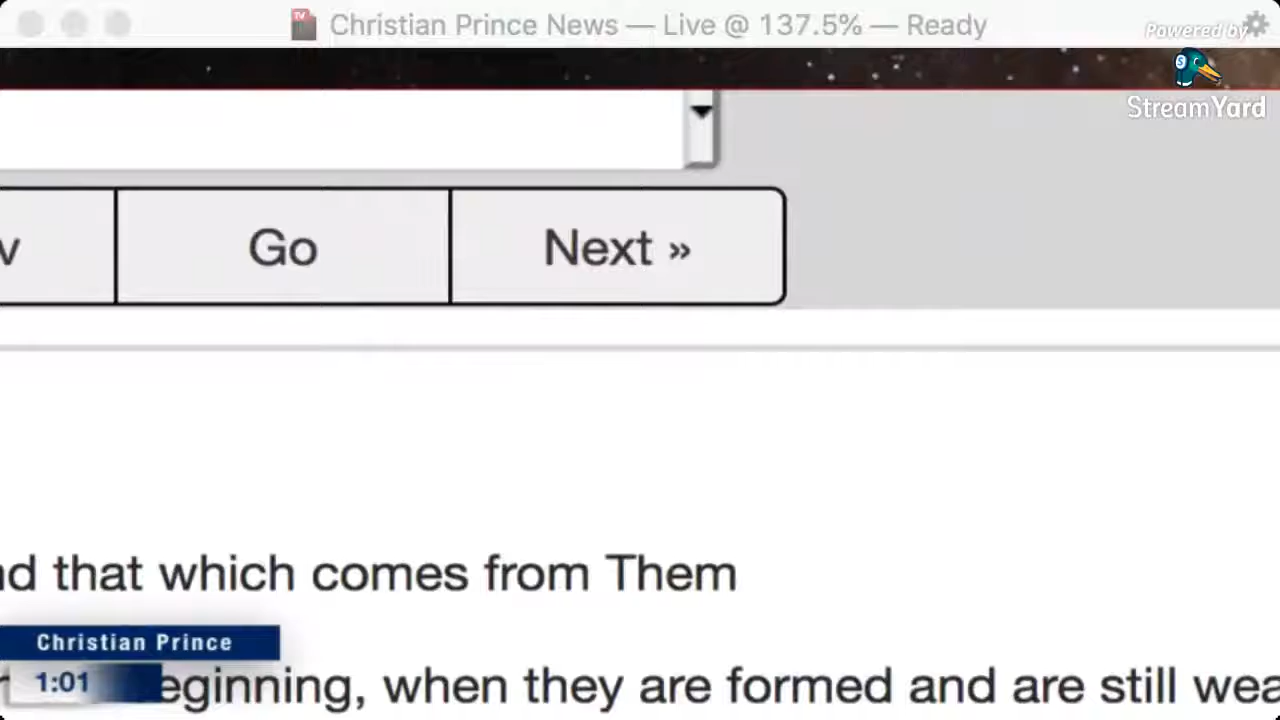 Christian Prince News — Live @ 137.5% — Ready
Powered by
StreamYard
v Go Next »
nd that which comes from Them
Christian Prince
1:01
eginning, when they are formed and are still wea